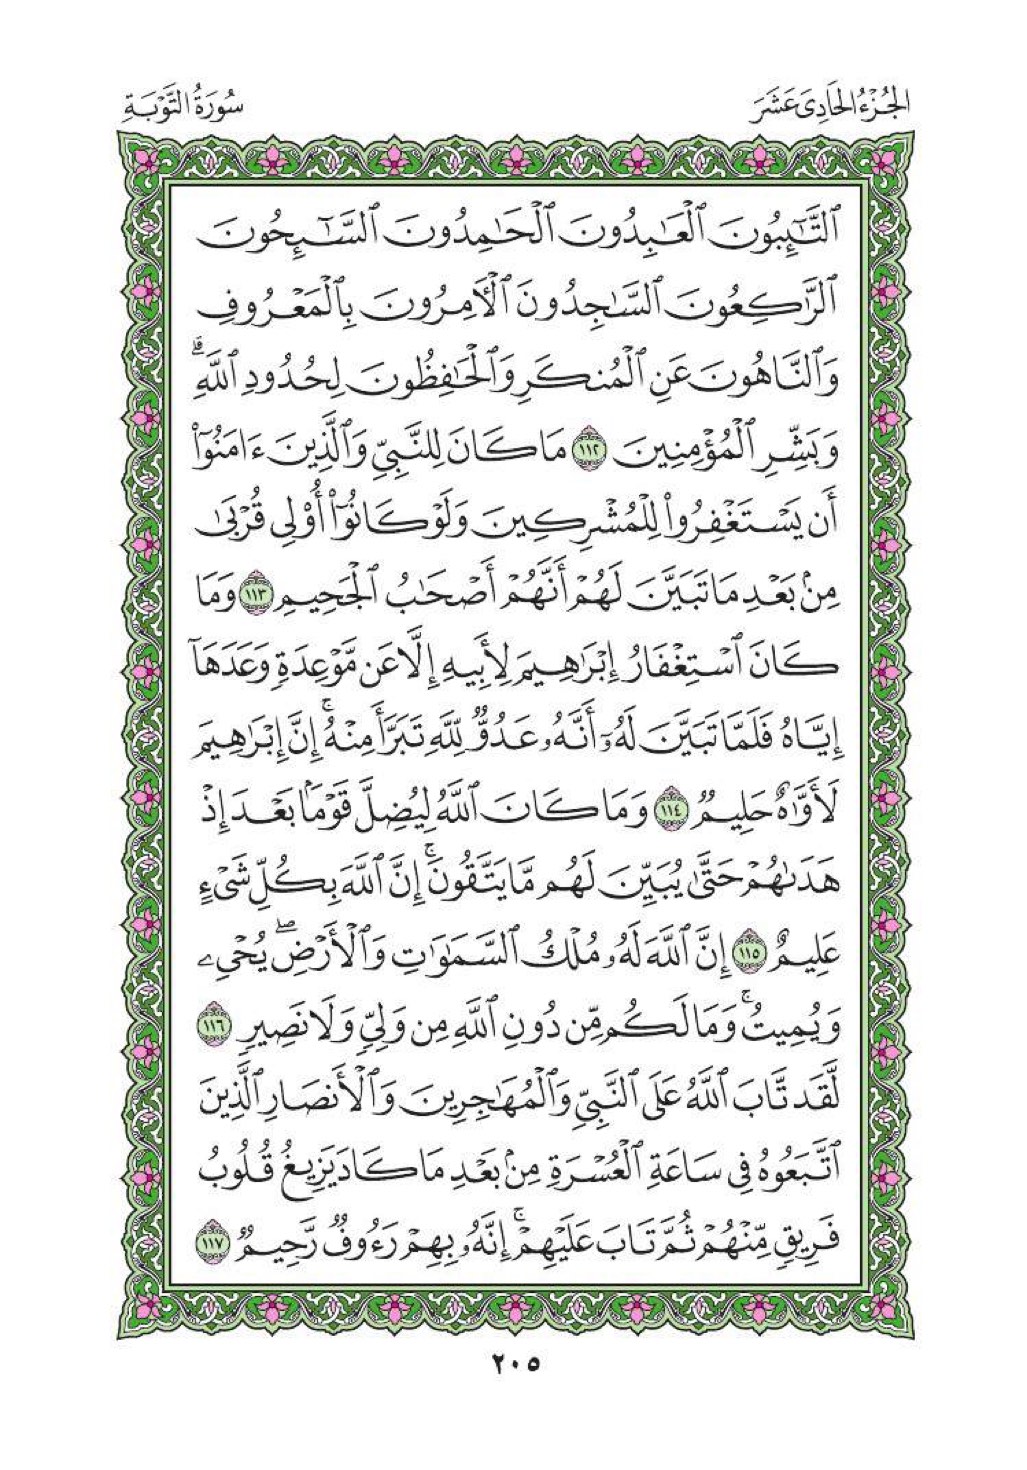 الجُزْءُ الحَادِىَ عَشَرَ
سُورَةُ التَّوْبَةِ
ٱلتَّٰٓئِبُونَ ٱلْعَٰبِدُونَ ٱلْحَٰمِدُونَ ٱلسَّٰٓئِحُونَ
ٱلرَّٰكِعُونَ ٱلسَّٰجِدُونَ ٱلْأٓمِرُونَ بِٱلْمَعْرُوفِ
وَٱلنَّاهُونَ عَنِ ٱلْمُنكَرِ وَٱلْحَٰفِظُونَ لِحُدُودِ ٱللَّهِۗ
وَبَشِّرِ ٱلْمُؤْمِنِينَ ١١٢ مَا كَانَ لِلنَّبِيِّ وَٱلَّذِينَ ءَامَنُوٓا۟
أَن يَسْتَغْفِرُوا۟ لِلْمُشْرِكِينَ وَلَوْ كَانُوٓا۟ أُو۟لِى قُرْبَىٰ
مِنۢ بَعْدِ مَا تَبَيَّنَ لَهُمْ أَنَّهُمْ أَصْحَٰبُ ٱلْجَحِيمِ ١١٣ وَمَا
كَانَ ٱسْتِغْفَارُ إِبْرَٰهِيمَ لِأَبِيهِ إِلَّا عَن مَّوْعِدَةٍ وَعَدَهَآ
إِيَّاهُ فَلَمَّا تَبَيَّنَ لَهُۥٓ أَنَّهُۥ عَدُوٌّ لِّلَّهِ تَبَرَّأَ مِنْهُۚ إِنَّ إِبْرَٰهِيمَ
لَأَوَّٰهٌ حَلِيمٌ ١١٤ وَمَا كَانَ ٱللَّهُ لِيُضِلَّ قَوْمًۢا بَعْدَ إِذْ
هَدَىٰهُمْ حَتَّىٰ يُبَيِّنَ لَهُم مَّا يَتَّقُونَۚ إِنَّ ٱللَّهَ بِكُلِّ شَىْءٍ
عَلِيمٌ ١١٥ إِنَّ ٱللَّهَ لَهُۥ مُلْكُ ٱلسَّمَٰوَٰتِ وَٱلْأَرْضِۖ يُحْىِۦ
وَيُمِيتُۚ وَمَا لَكُم مِّن دُونِ ٱللَّهِ مِن وَلِىٍّ وَلَا نَصِيرٍ ١١٦
لَّقَد تَّابَ ٱللَّهُ عَلَى ٱلنَّبِىِّ وَٱلْمُهَٰجِرِينَ وَٱلْأَنصَارِ ٱلَّذِينَ
ٱتَّبَعُوهُ فِى سَاعَةِ ٱلْعُسْرَةِ مِنۢ بَعْدِ مَا كَادَ يَزِيغُ قُلُوبُ
فَرِيقٍ مِّنْهُمْ ثُمَّ تَابَ عَلَيْهِمْۚ إِنَّهُۥ بِهِمْ رَءُوفٌ رَّحِيمٌ ١١٧
٢٠٥